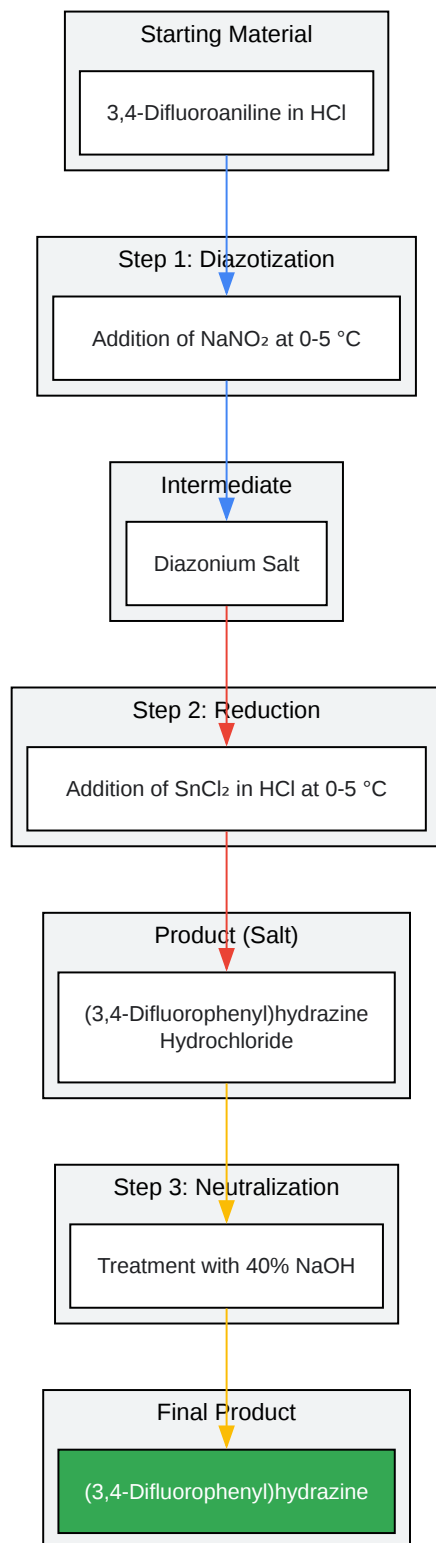 Starting Material
3,4-Difluoroaniline in HCl
Step 1: Diazotization
Addition of NaNO₂ at 0-5 °C
Intermediate
Diazonium Salt
Step 2: Reduction
Addition of SnCl₂ in HCl at 0-5 °C
Product (Salt)
(3,4-Difluorophenyl)hydrazine
Hydrochloride
Step 3: Neutralization
Treatment with 40% NaOH
Final Product
(3,4-Difluorophenyl)hydrazine